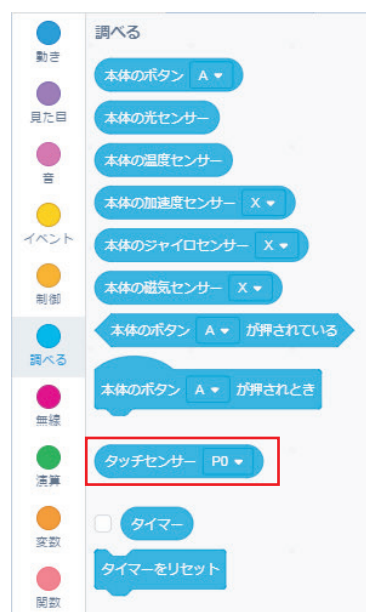 動き
見た目
音
イベント
制御
調べる
無線
演算
変数
関数
調べる
本体のボタン A
本体の光センサー
本体の温度センサー
本体の加速度センサー X
本体のジャイロセンサー X
本体の磁気センサー X
本体のボタン A が押されている
本体のボタン A が押されとき
タッチセンサー P0
タイマー
タイマーをリセット